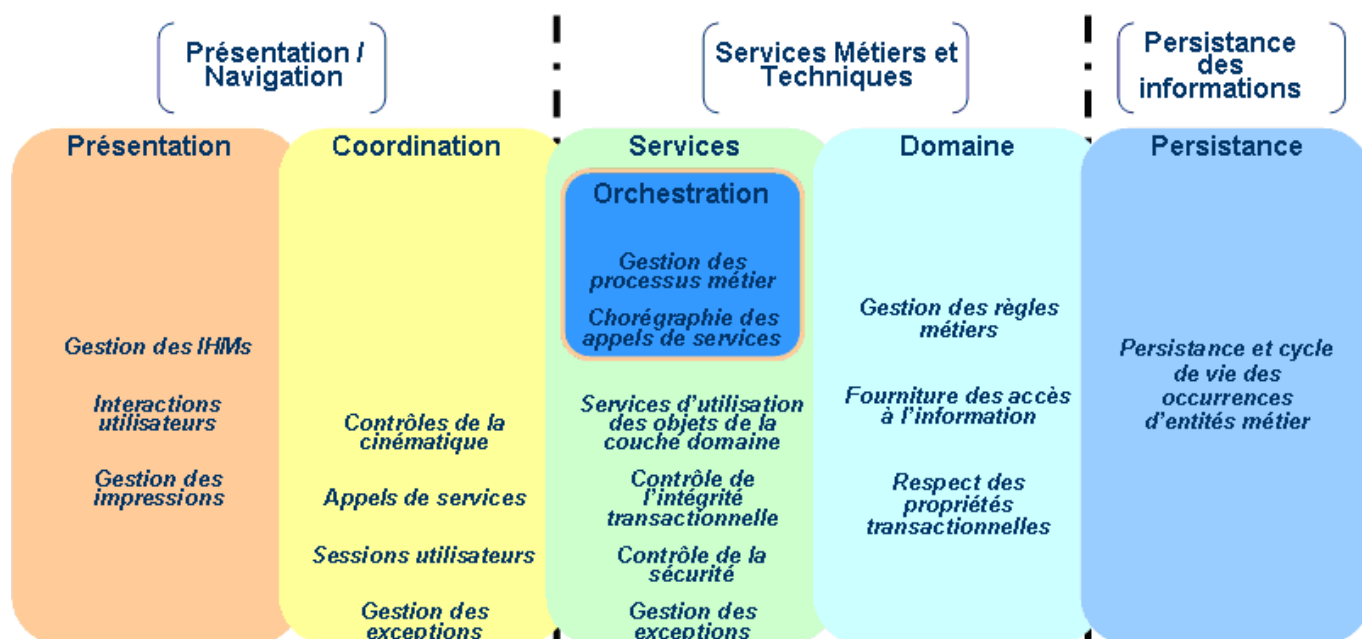 Présentation /
Navigation
Services Métiers et
Techniques
Persistance
des
informations
Présentation
Gestion des IHMs
Interactions
utilisateurs
Gestion des
impressions
Coordination
Contrôles de la
cinématique
Appels de services
Sessions utilisateurs
Gestion des
exceptions
Services
Orchestration
Gestion des
processus métier
Chorégraphie des
appels de services
Services d'utilisation
des objets de la
couche domaine
Contrôle de
l'intégrité
transactionnelle
Contrôle de la
sécurité
Gestion des
exceptions
Domaine
Gestion des règles
métiers
Fourniture des accès
à l'information
Respect des
propriétés
transactionnelles
Persistance
Persistance et cycle
de vie des
occurrences
d'entités métier